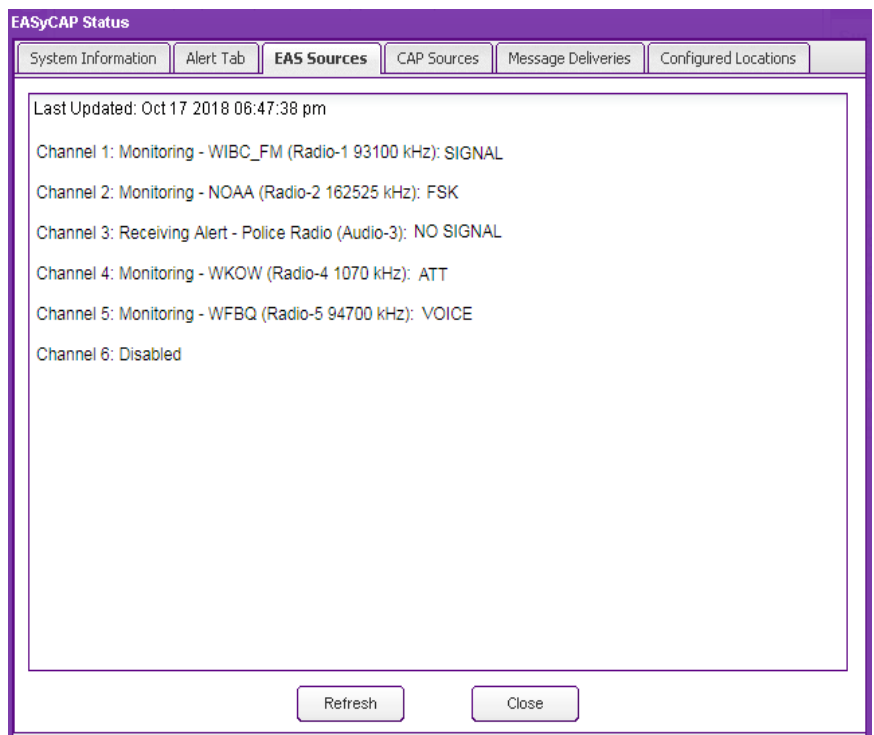 EASyCAP Status
System Information Alert Tab EAS Sources CAP Sources Message Deliveries Configured Locations
Last Updated: Oct 17 2018 06:47:38 pm
Channel 1: Monitoring - WIBC_FM (Radio-1 93100 kHz): SIGNAL
Channel 2: Monitoring - NOAA (Radio-2 162525 kHz): FSK
Channel 3: Receiving Alert - Police Radio (Audio-3): NO SIGNAL
Channel 4: Monitoring - WKOW (Radio-4 1070 kHz): ATT
Channel 5: Monitoring - WFBQ (Radio-5 94700 kHz): VOICE
Channel 6: Disabled
Refresh Close